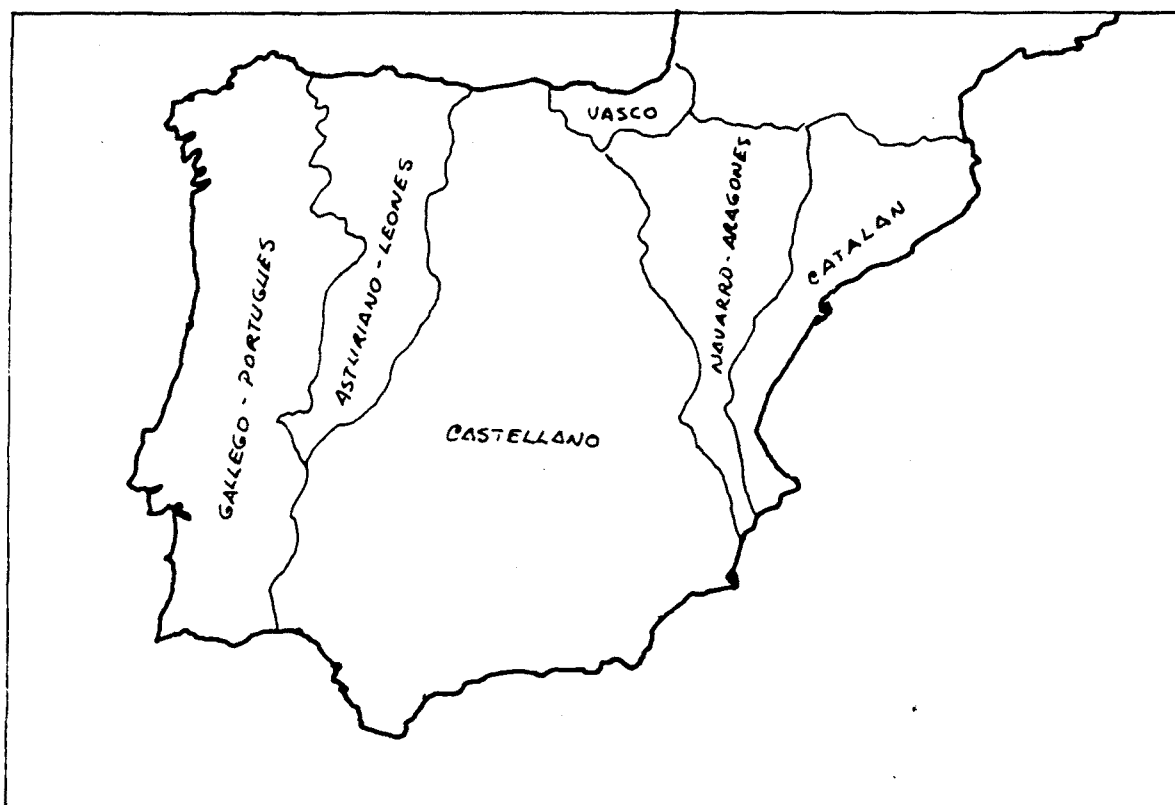 VASCO
GALLEGO - PORTUGUES
ASTURIANO - LEONES
CASTELLANO
NAVARRO - ARAGONES
CATALAN